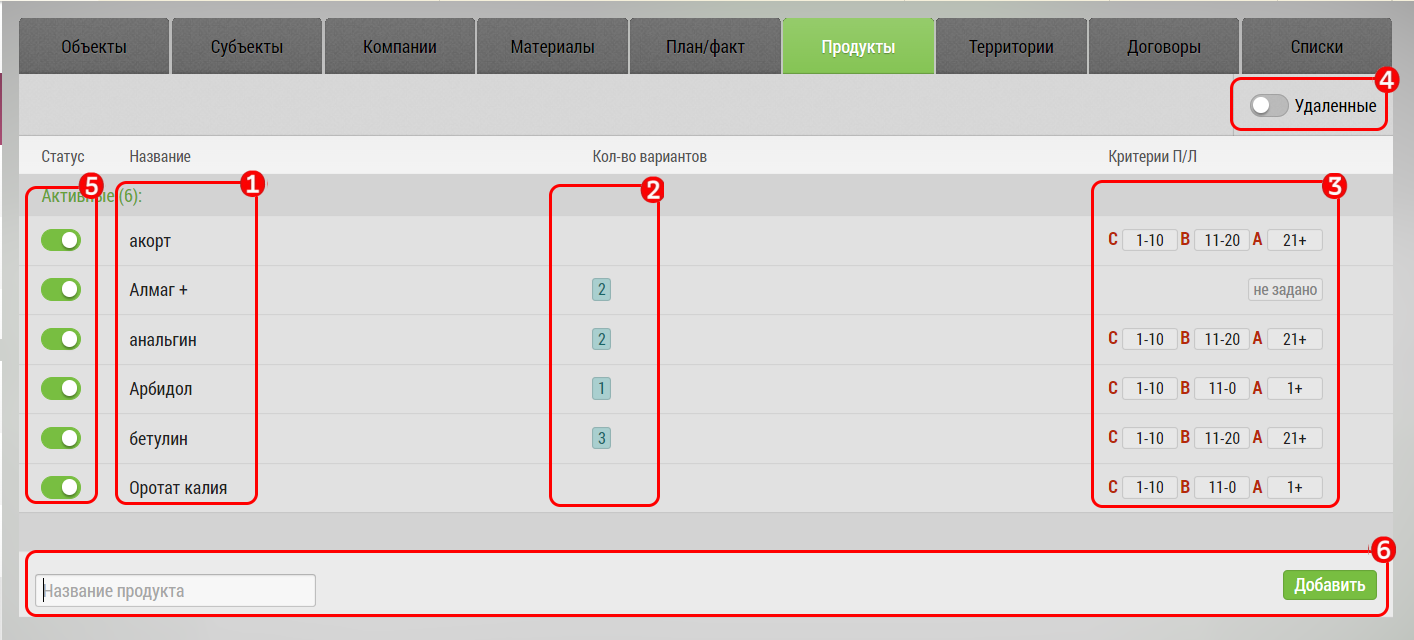 Объекты Субъекты Компании Материалы План/факт Продукты Территории Договоры Списки
4
Удаленные
Статус Название Кол-во вариантов Критерии П/Л
5 1 2 3
Активные (6):
акорт C 1-10 B 11-20 A 21+
Алмаг + 2 не задано
анальгин 2 C 1-10 B 11-20 A 21+
Арбидол 1 C 1-10 B 11-0 A 1+
бетулин 3 C 1-10 B 11-20 A 21+
Оротат калия C 1-10 B 11-0 A 1+
6
Название продукта Добавить